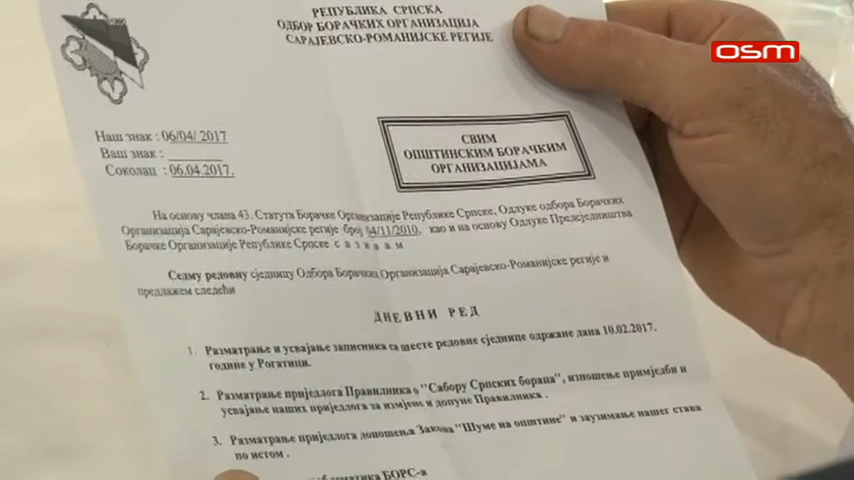 osm
РЕПУБЛИКА СРПСКА
ОДБОР БОРАЧКИХ ОРГАНИЗАЦИЈА
САРАЈЕВСКО-РОМАНИЈСКЕ РЕГИЈЕ
Наш знак : 06/04/ 2017
Ваш знак :
Соколац : 06.04.2017.
СВИМ
ОПШТИНСКИМ БОРАЧКИМ
ОРГАНИЗАЦИЈАМА
На основу члана 43. Статута Борачке Организације Републике Српске, Одлуке одбора Борачких
Организација Сарајевско-Романијске регије број 64/11/2010, као и на основу Одлуке Предсједништва
Борачке Организације Републике Српске с а з и в а м
Седму редовну сједницу Одбора Борачких Организација Сарајевско-Романијске регије и
предлажем следећи
ДНЕВНИ РЕД
1. Разматрање и усвајање записника са шесте редовне сједнице одржане дана 10.02.2017.
године у Рогатици.
2. Разматрање приједлога Правилника о "Сабору Српских бораца", изношење примједби и
усвајање наших приједлога за измјене и допуне Правилника .
3. Разматрање приједлога доношења Закона "Шуме на општине" и заузимање нашег става
по истом .
БОРС-а